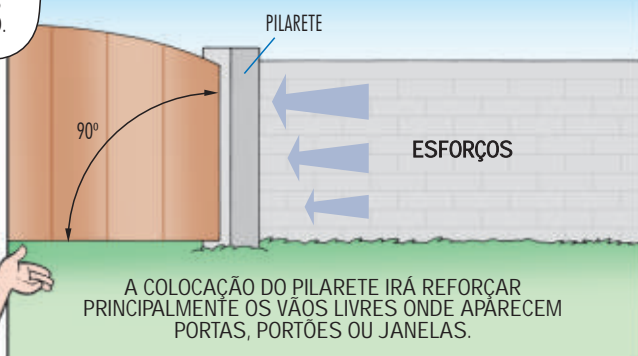 S.
PILARETE
90º
ESFORÇOS
A COLOCAÇÃO DO PILARETE IRÁ REFORÇAR
PRINCIPALMENTE OS VÃOS LIVRES ONDE APARECEM
PORTAS, PORTÕES OU JANELAS.